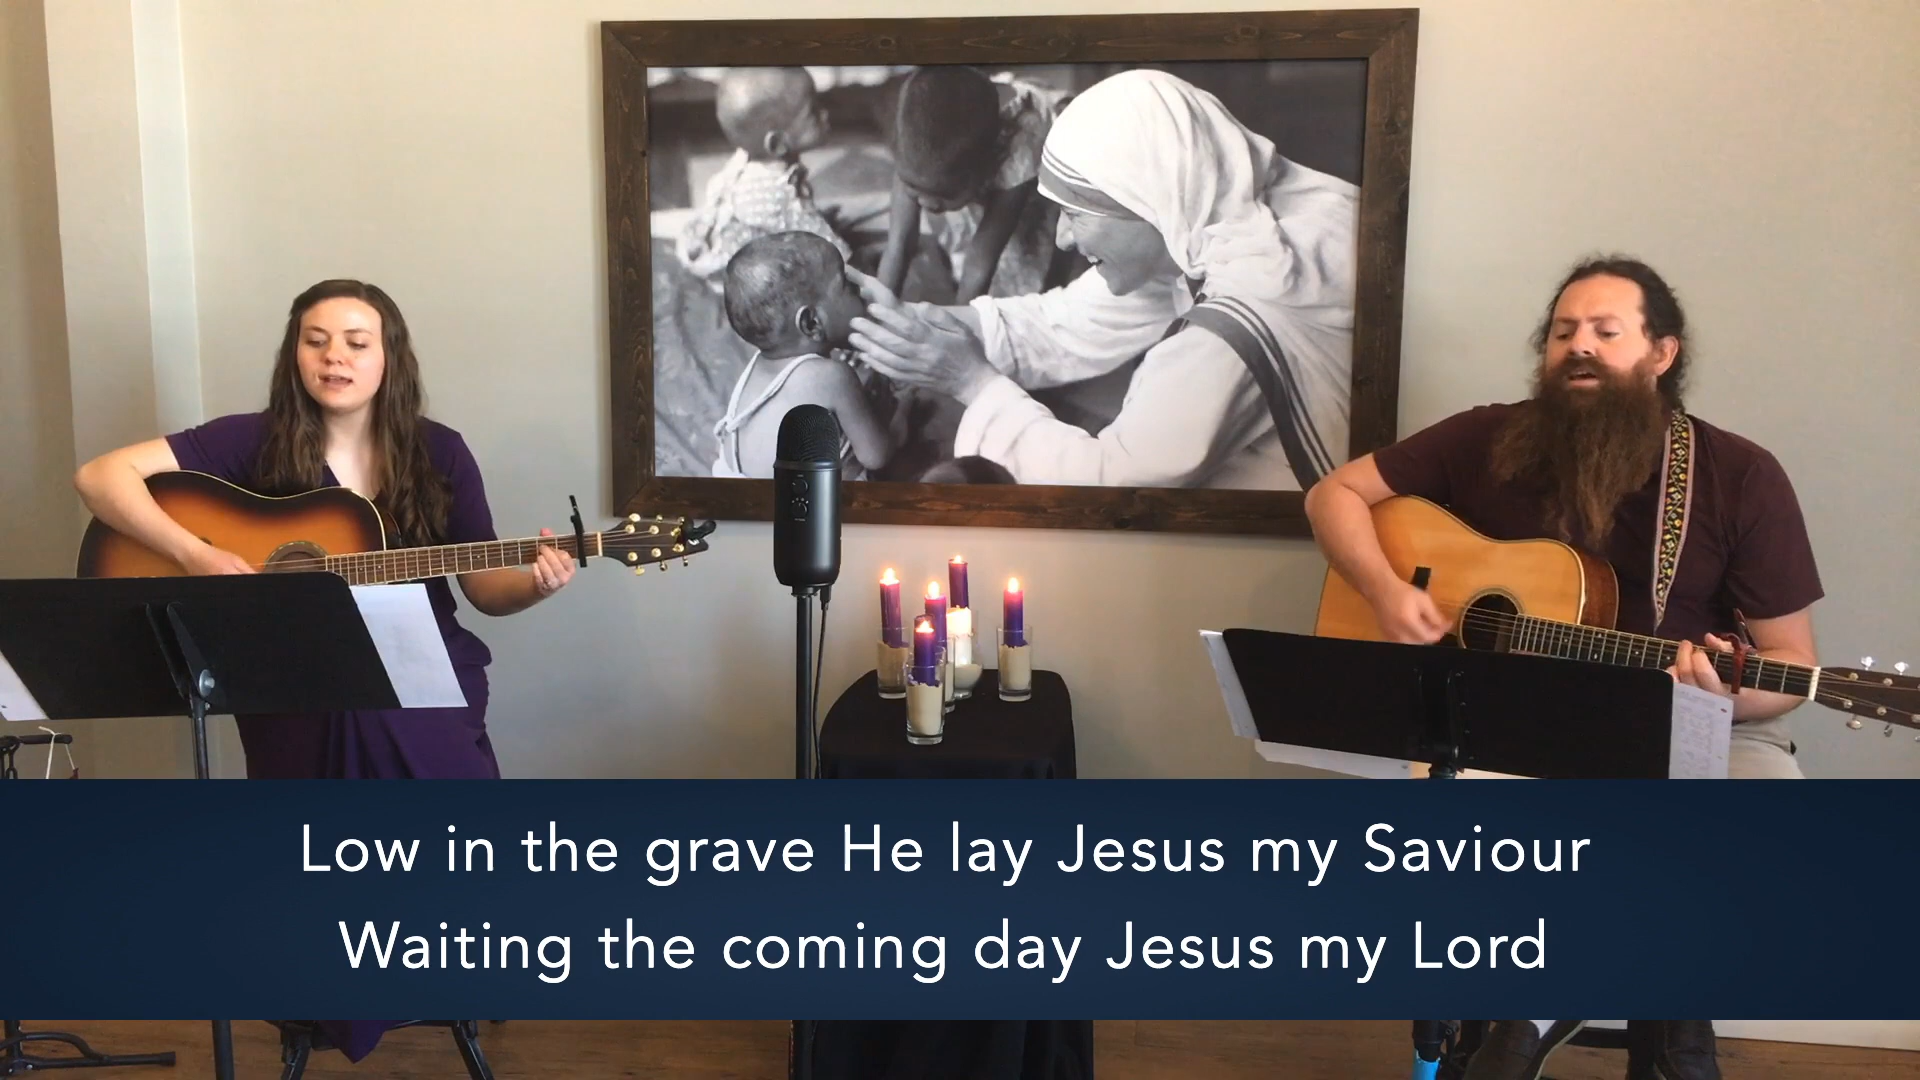 Low in the grave He lay Jesus my Saviour
Waiting the coming day Jesus my Lord